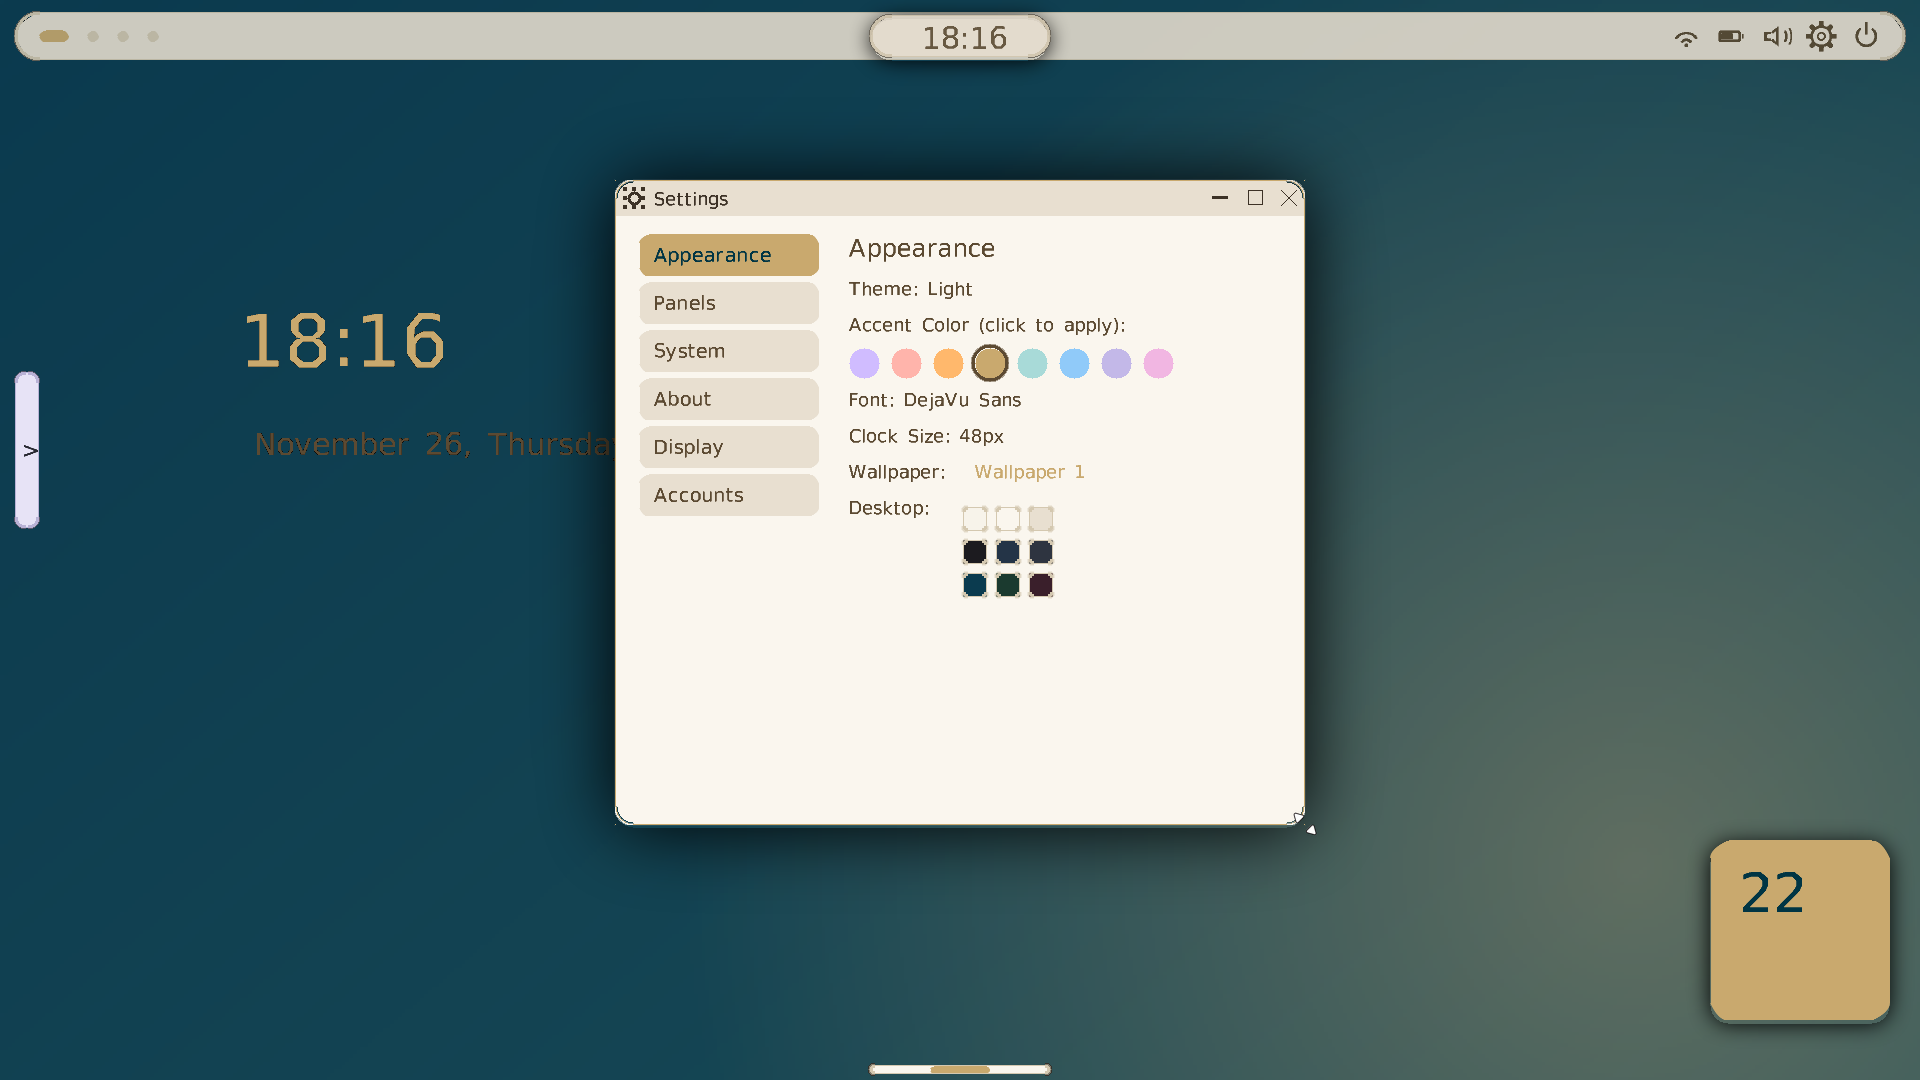 18:16
Settings
Appearance
Panels
System
About
Display
Accounts
Appearance
Theme: Light
Accent Color (click to apply):
Font: DejaVu Sans
Clock Size: 48px
Wallpaper: Wallpaper 1
Desktop:
18:16
November 26, Thursda
>
22